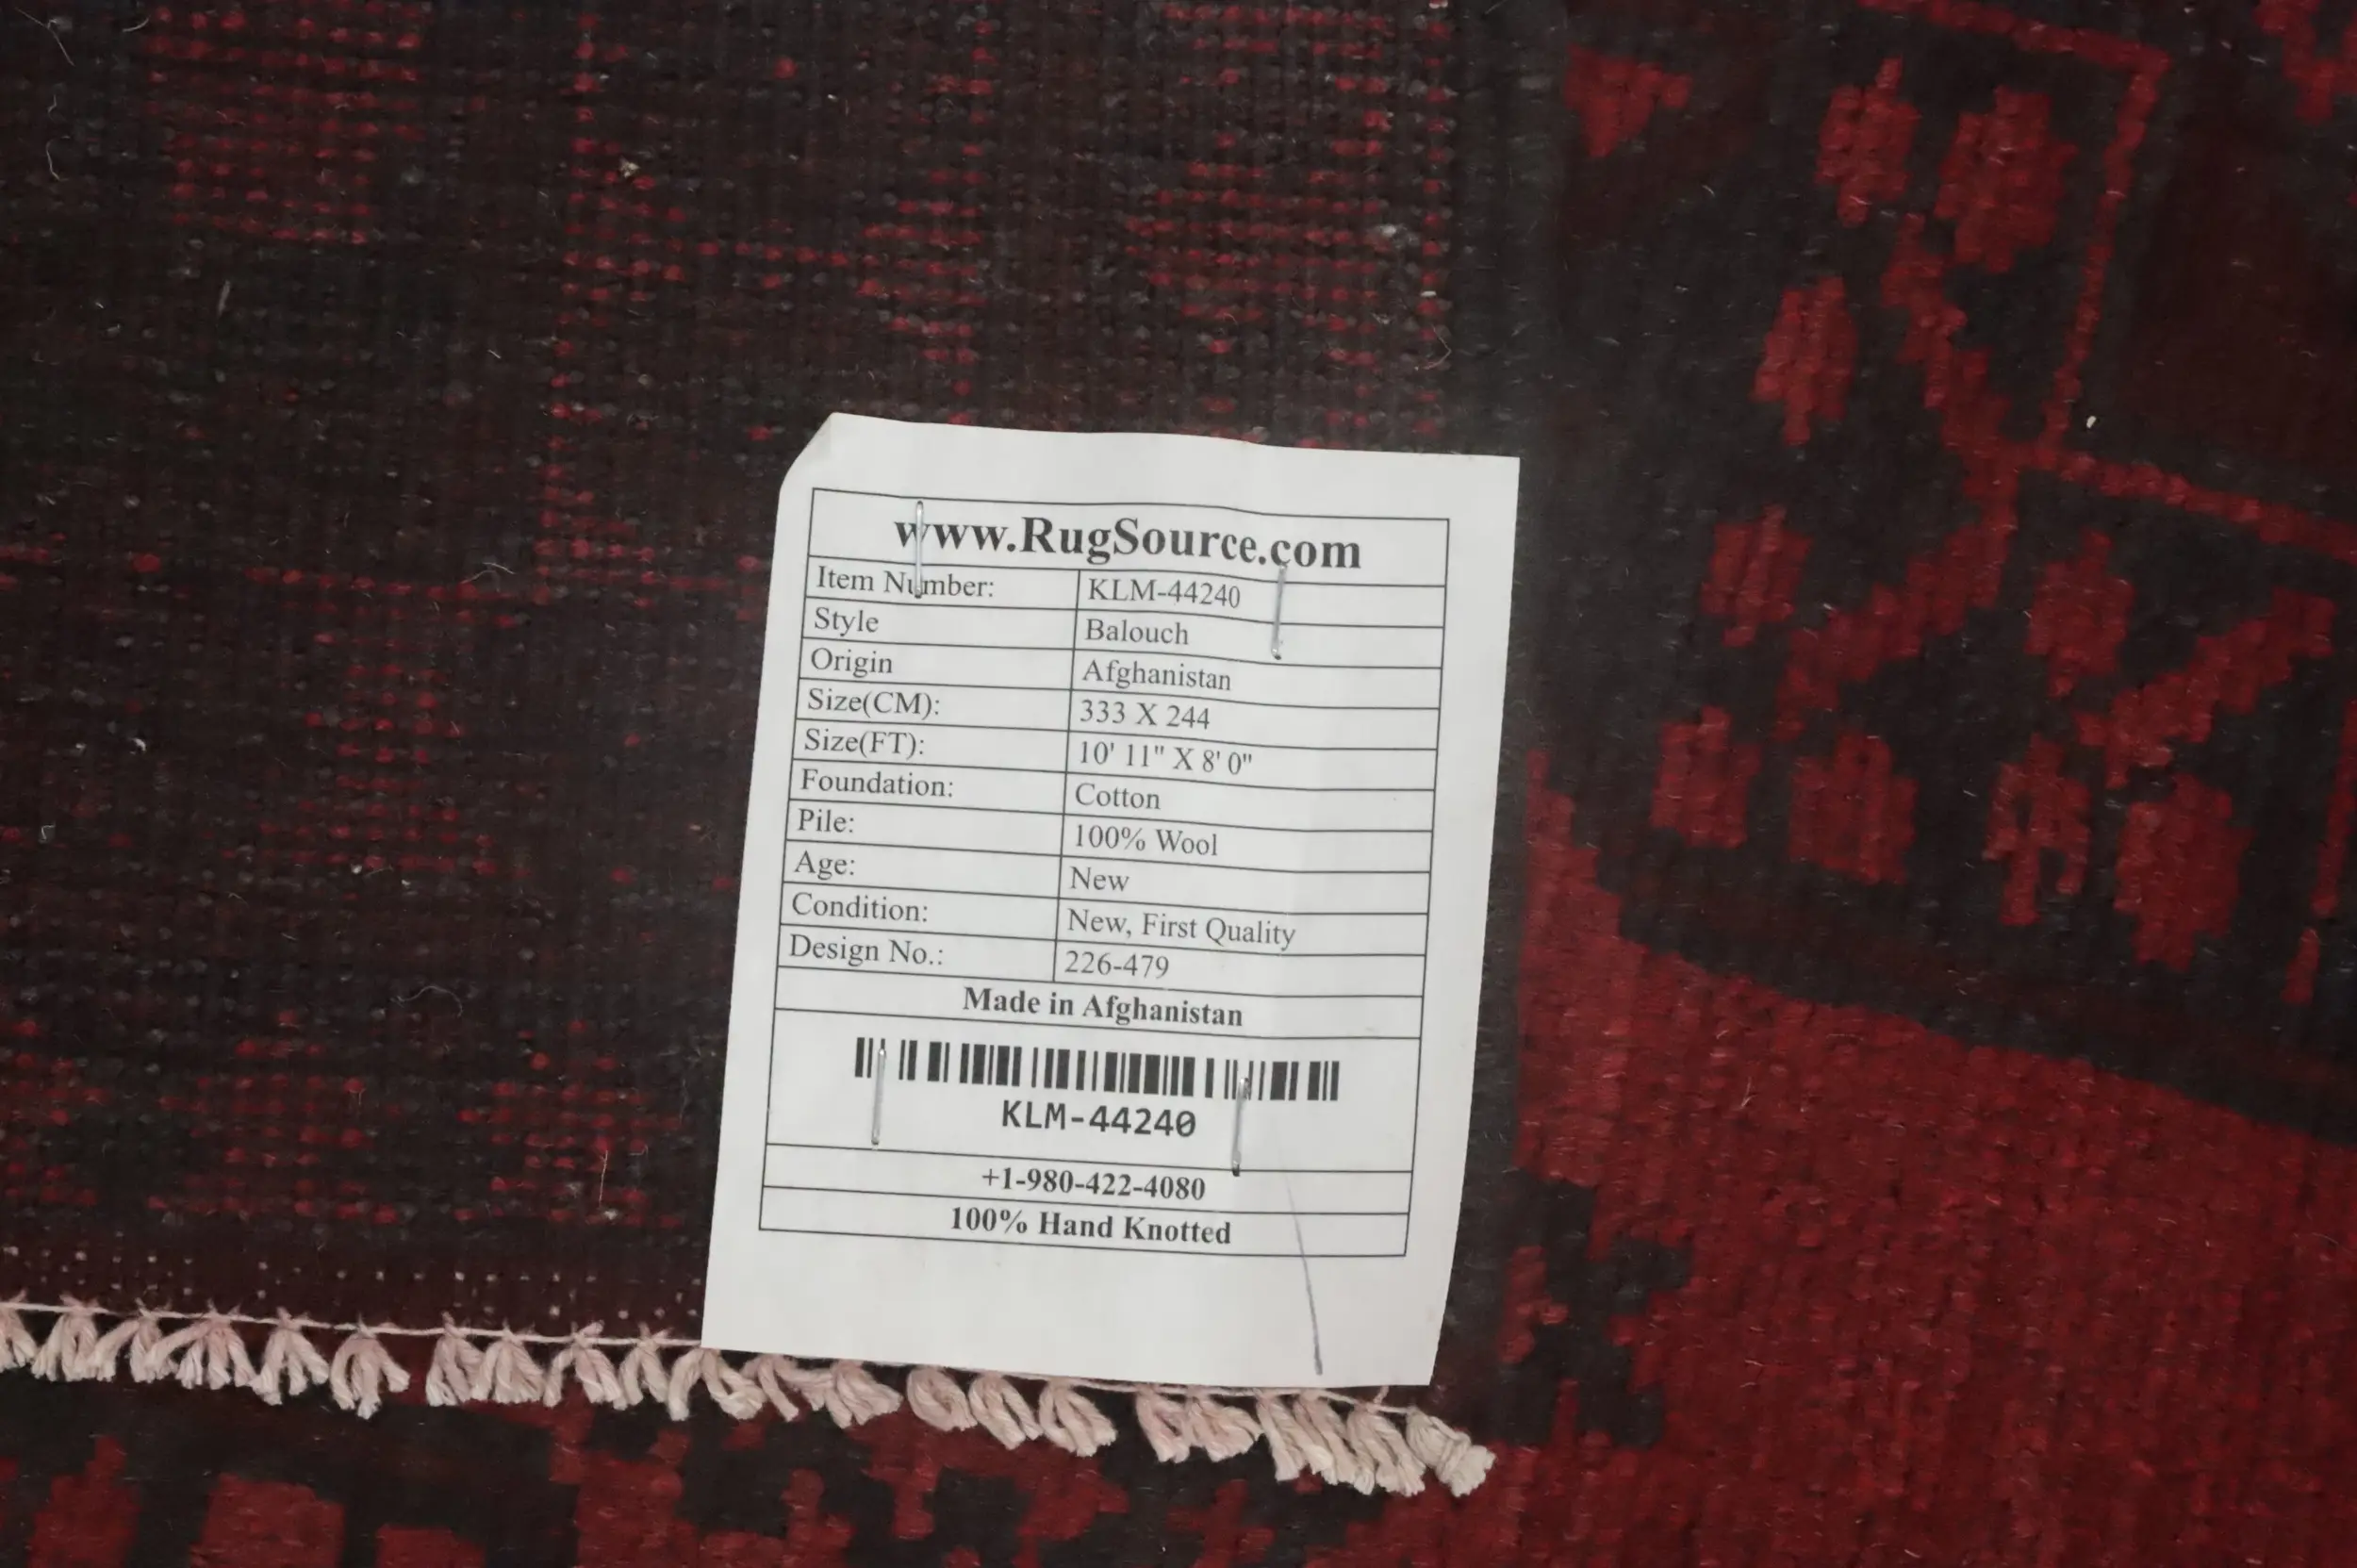 www.RugSource.com
Item Number: KLM-44240
Style Balouch
Origin Afghanistan
Size(CM): 333 X 244
Size(FT): 10' 11" X 8' 0"
Foundation: Cotton
Pile: 100% Wool
Age: New
Condition: New, First Quality
Design No.: 226-479
Made in Afghanistan
KLM-44240
+1-980-422-4080
100% Hand Knotted